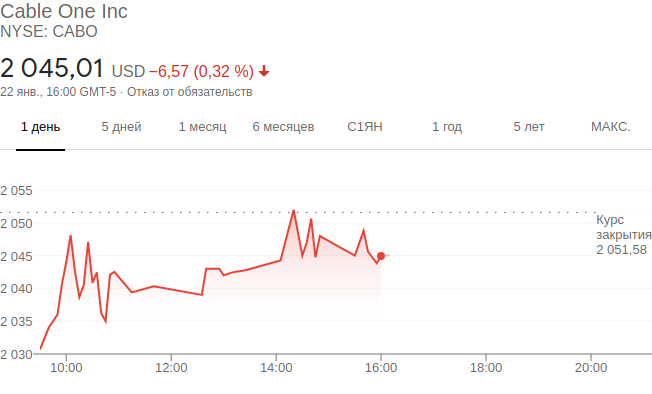 Cable One Inc
NYSE: CABO
2 045,01 USD −6,57 (0,32 %)
22 янв., 16:00 GMT-5 · Отказ от обязательств
1 день 5 дней 1 месяц 6 месяцев С1ЯН 1 год 5 лет МАКС.
2 055
2 050
2 045
2 040
2 035
2 030
Курс
закрытия
2 051,58
10:00 12:00 14:00 16:00 18:00 20:00